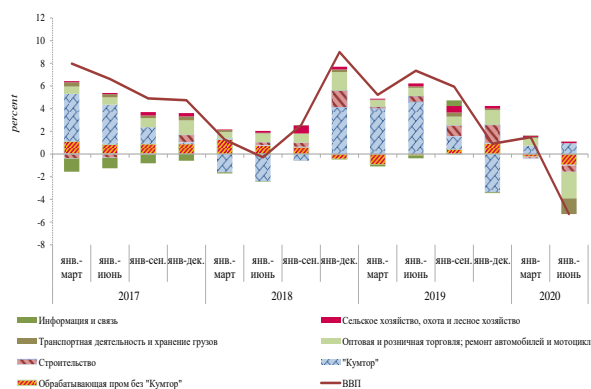 12
10
8
6
4
2
0
-2
-4
-6
-8
percent
янв.- янв.- янв-сен. янв-дек. янв.- янв.- янв-сен. янв-дек. янв.- янв.- янв-сен. янв-дек. янв.- янв.-
март июнь март июнь март июнь март июнь
2017 2018 2019 2020
Информация и связь Сельское хозяйство, охота и лесное хозяйство
Транспортная деятельность и хранение грузов Оптовая и розничная торговля; ремонт автомобилей и мотоцикл
Строительство "Кумтор"
Обрабатывающая пром без "Кумтор" ВВП